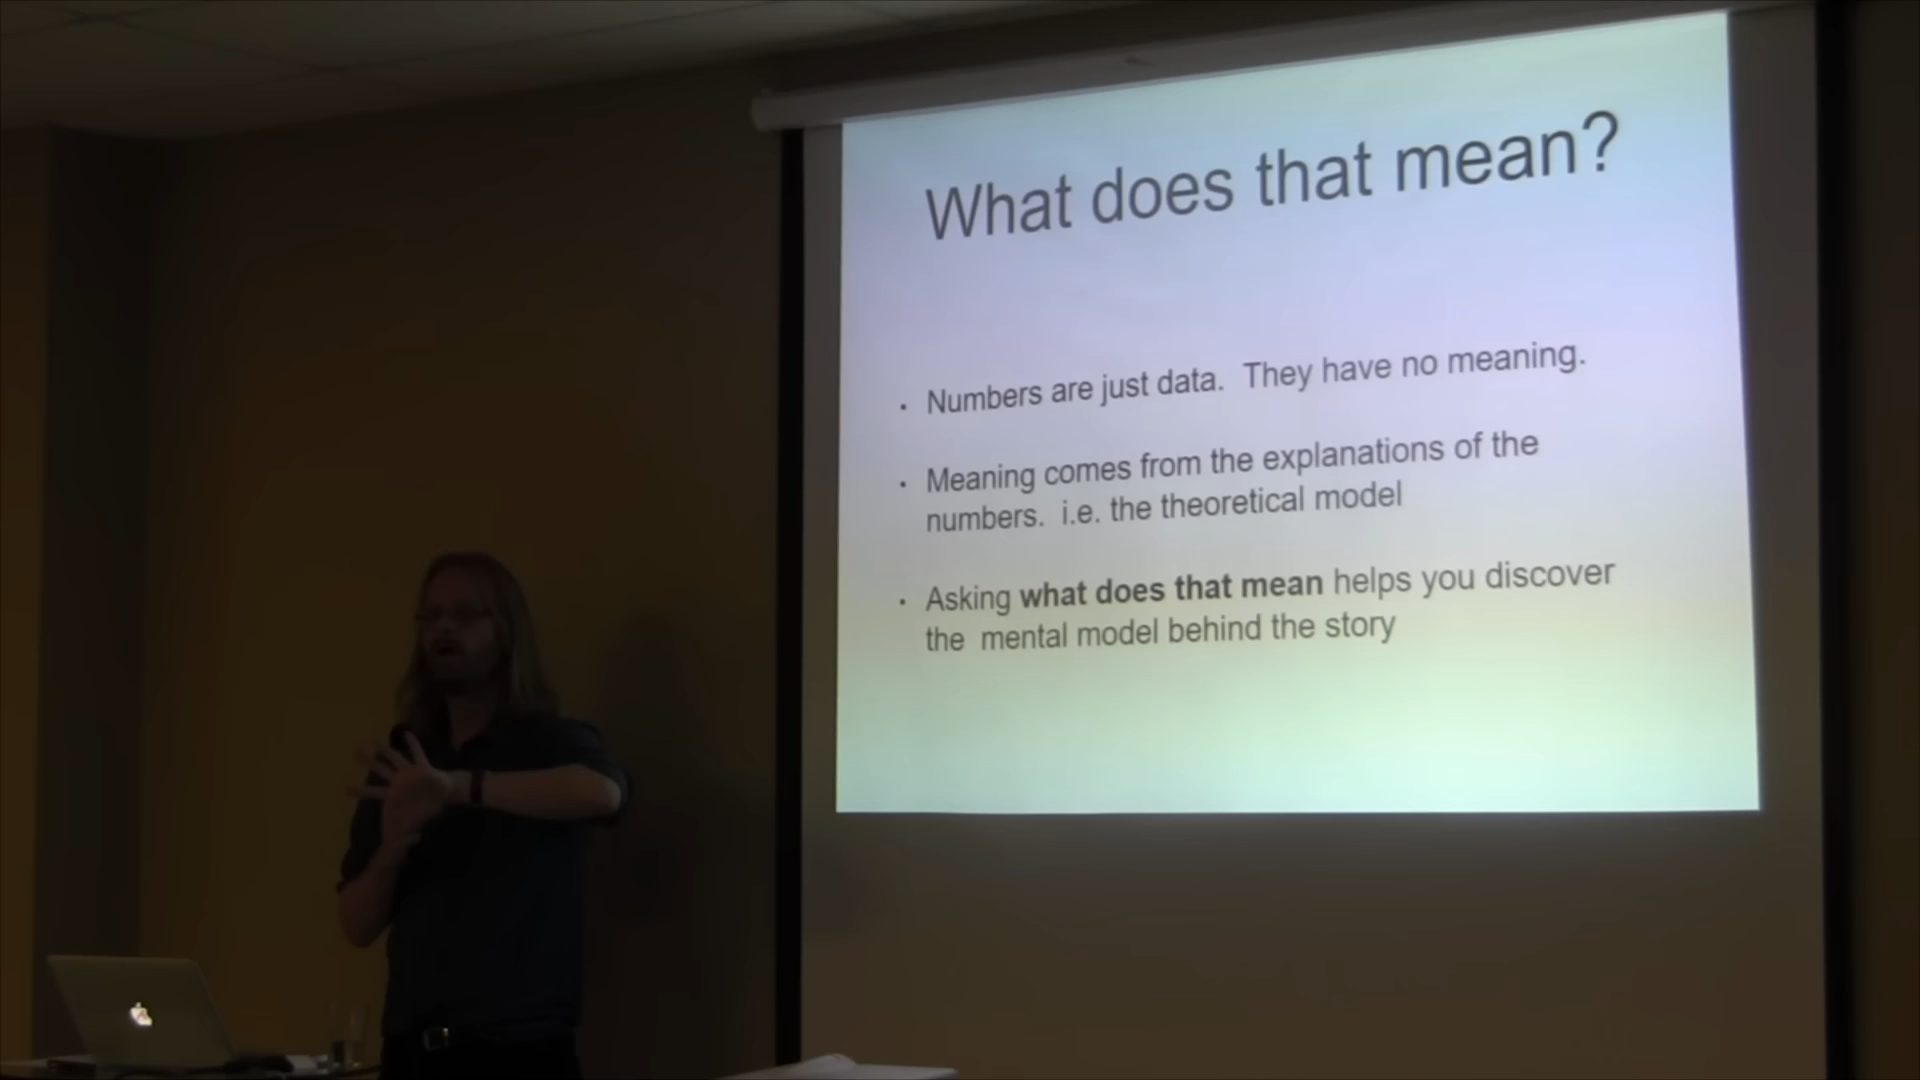 What does that mean?
· Numbers are just data.  They have no meaning.
· Meaning comes from the explanations of the
numbers.  i.e. the theoretical model
· Asking what does that mean helps you discover
the  mental model behind the story